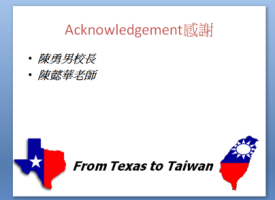 Acknowledgement感謝
• 陳勇男校長
• 陳懿華老師
From Texas to Taiwan